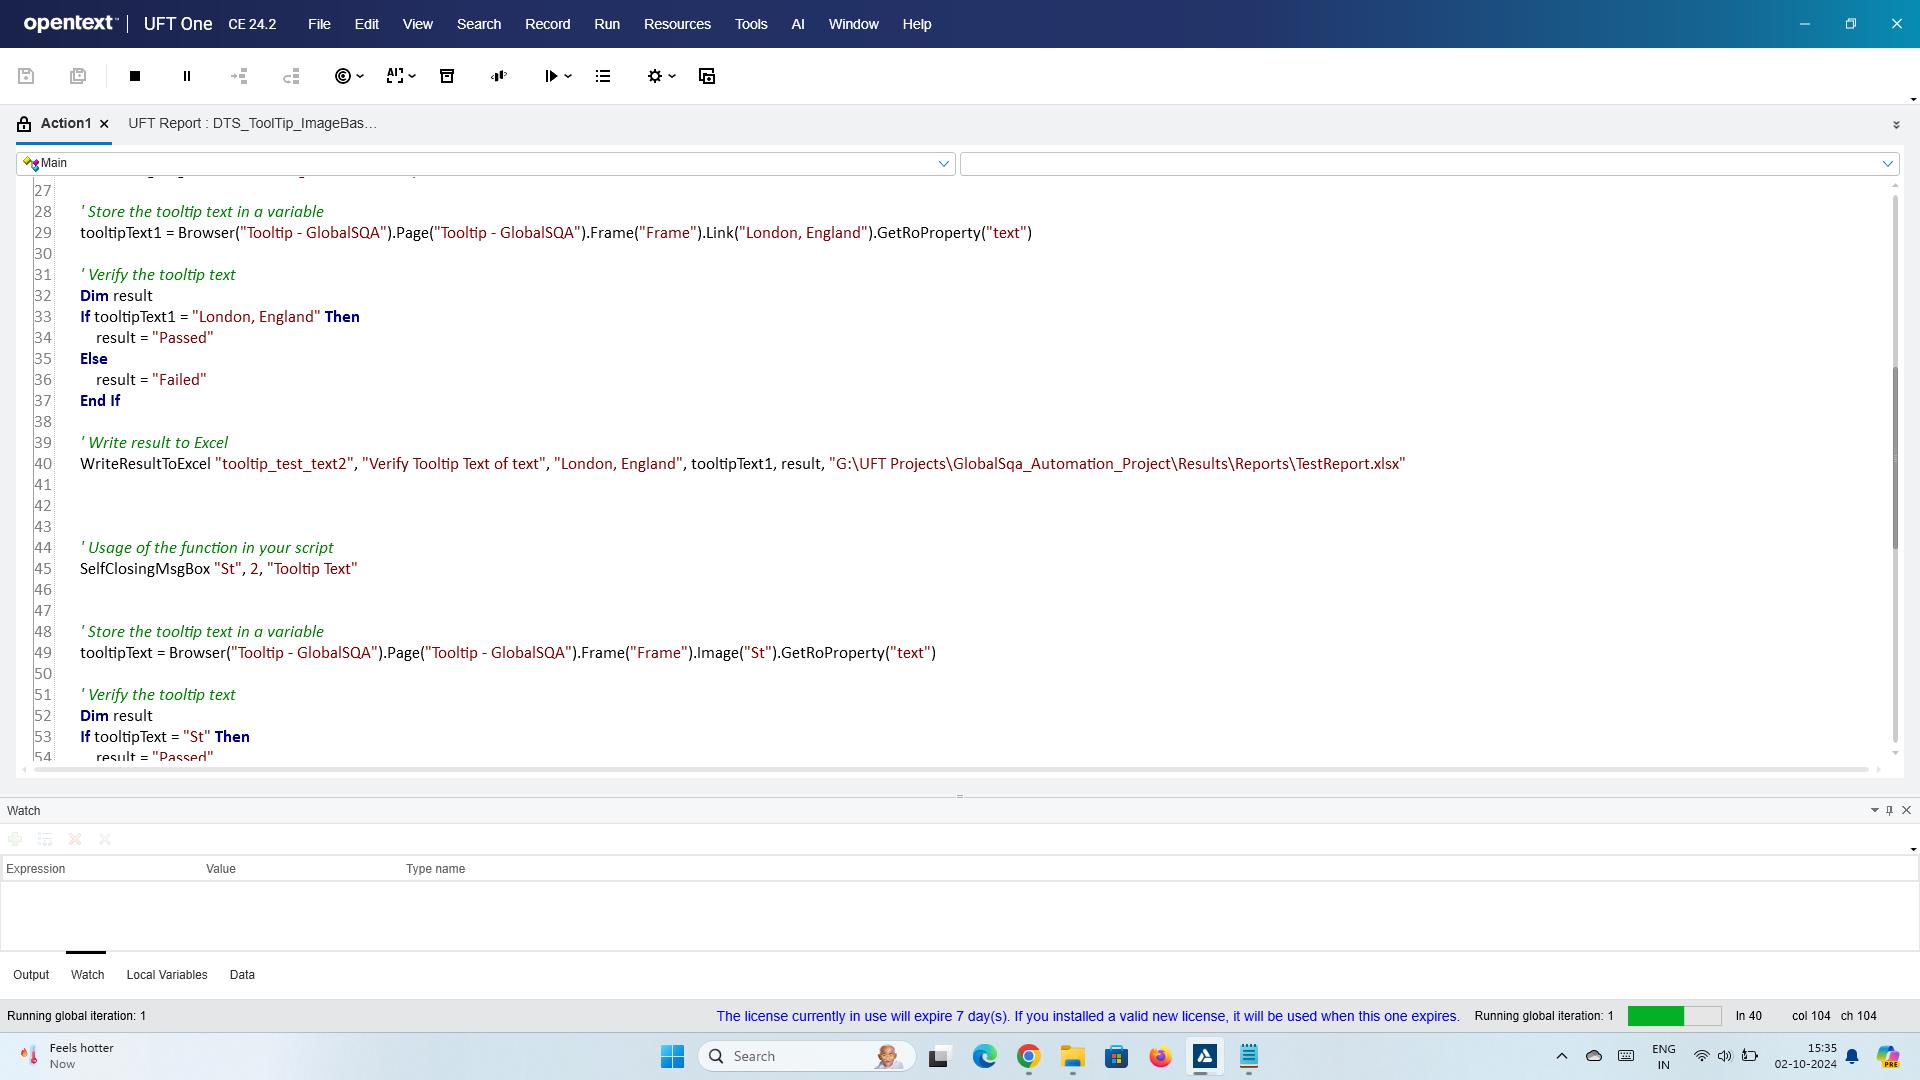 opentext™ | UFT One CE 24.2 File Edit View Search Record Run Resources Tools AI Window Help
Action1 × UFT Report : DTS_ToolTip_ImageBas...
Main
27
28 ' Store the tooltip text in a variable
29 tooltipText1 = Browser("Tooltip - GlobalSQA").Page("Tooltip - GlobalSQA").Frame("Frame").Link("London, England").GetRoProperty("text")
30
31 ' Verify the tooltip text
32 Dim result
33 If tooltipText1 = "London, England" Then
34 result = "Passed"
35 Else
36 result = "Failed"
37 End If
38
39 ' Write result to Excel
40 WriteResultToExcel "tooltip_test_text2", "Verify Tooltip Text of text", "London, England", tooltipText1, result, "G:\UFT Projects\GlobalSqa_Automation_Project\Results\Reports\TestReport.xlsx"
41
42
43
44 ' Usage of the function in your script
45 SelfClosingMsgBox "St", 2, "Tooltip Text"
46
47
48 ' Store the tooltip text in a variable
49 tooltipText = Browser("Tooltip - GlobalSQA").Page("Tooltip - GlobalSQA").Frame("Frame").Image("St").GetRoProperty("text")
50
51 ' Verify the tooltip text
52 Dim result
53 If tooltipText = "St" Then
54 result = "Passed"
Watch
Expression Value Type name
Output Watch Local Variables Data
Running global iteration: 1 The license currently in use will expire 7 day(s). If you installed a valid new license, it will be used when this one expires. Running global iteration: 1 ln 40 col 104 ch 104
Feels hotter
Now
Search
ENG
IN
15:35
02-10-2024
PRE